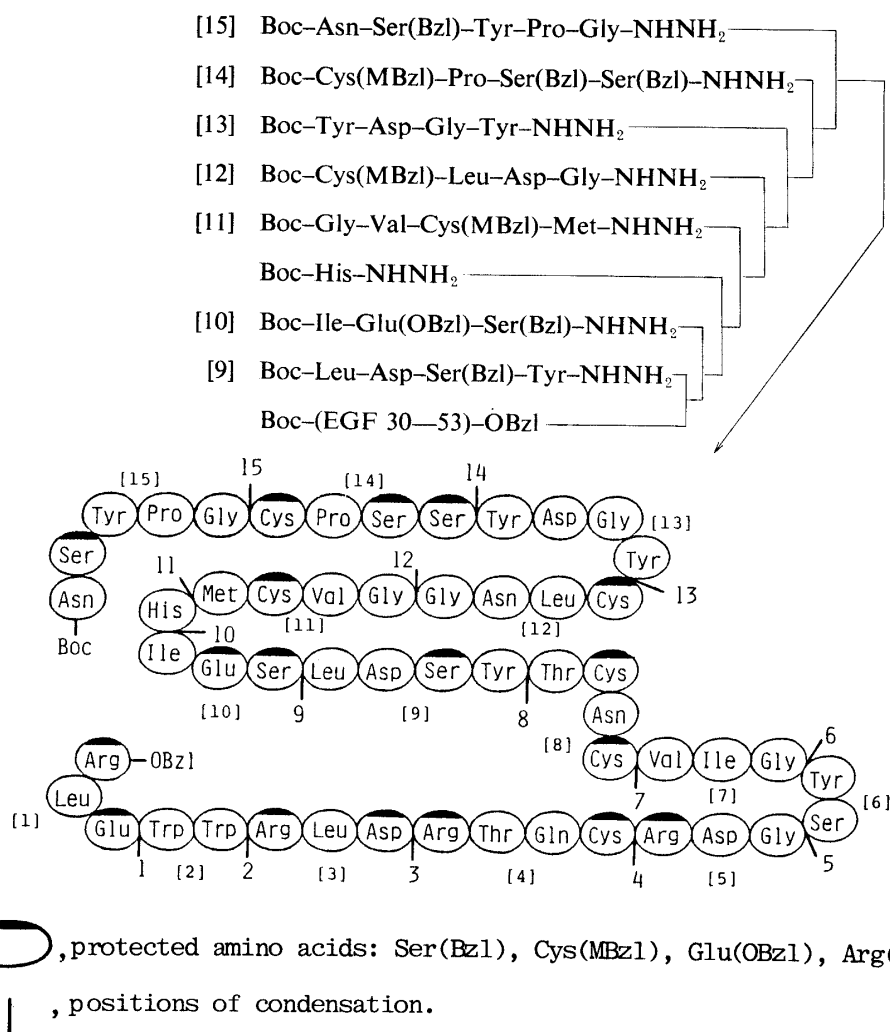 [15] Boc–Asn–Ser(Bzl)–Tyr–Pro–Gly–NHNH₂
[14] Boc–Cys(MBzl)–Pro–Ser(Bzl)–Ser(Bzl)–NHNH₂
[13] Boc–Tyr–Asp–Gly–Tyr–NHNH₂
[12] Boc–Cys(MBzl)–Leu–Asp–Gly–NHNH₂
[11] Boc–Gly–Val–Cys(MBzl)–Met–NHNH₂
Boc–His–NHNH₂
[10] Boc–Ile–Glu(OBzl)–Ser(Bzl)–NHNH₂
[9] Boc–Leu–Asp–Ser(Bzl)–Tyr–NHNH₂
Boc–(EGF 30—53)–OBzl
[15] 15 [14] 14
Tyr Pro Gly Cys Pro Ser Ser Tyr Asp Gly [13]
Ser Tyr
11 12
Asn His Met Cys Val Gly Gly Asn Leu Cys 13
Boc 10 [11] [12]
Ile Glu Ser Leu Asp Ser Tyr Thr Cys
[10] 9 [9] 8 Asn
[8] 6
Arg–OBzl Cys Val Ile Gly Tyr
Leu 7 [7] [6]
[1] Glu Trp Trp Arg Leu Asp Arg Thr Gln Cys Arg Asp Gly Ser
1 [2] 2 [3] 3 [4] 4 [5] 5
,protected amino acids: Ser(Bzl), Cys(MBzl), Glu(OBzl), Arg(
, positions of condensation.